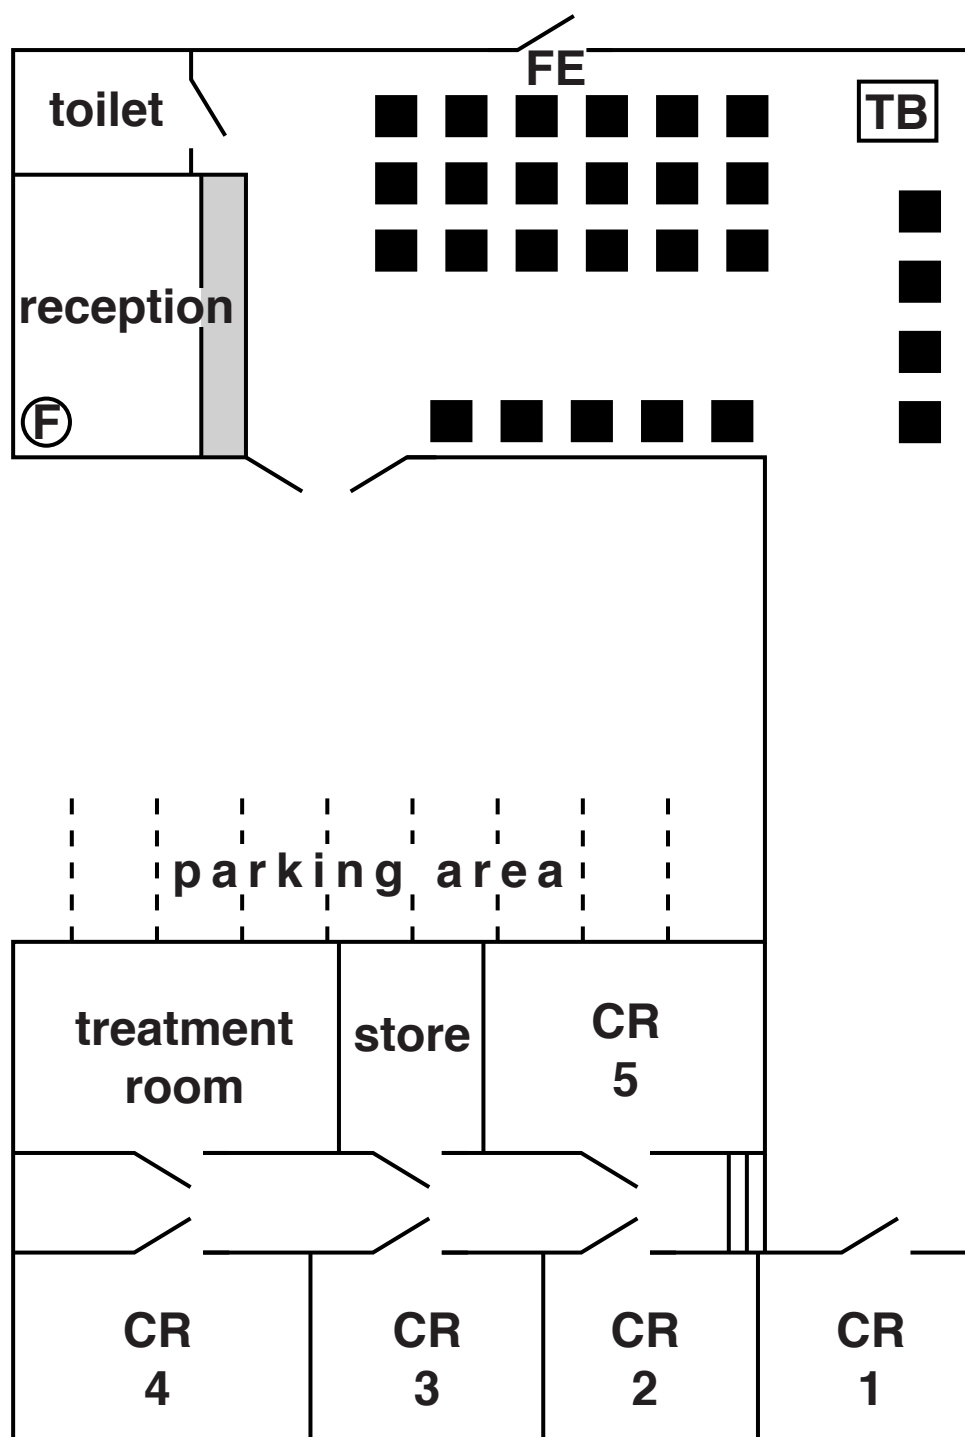 FE
toilet
TB
reception
F
parking area
treatment
room
store
CR
5
CR
4
CR
3
CR
2
CR
1